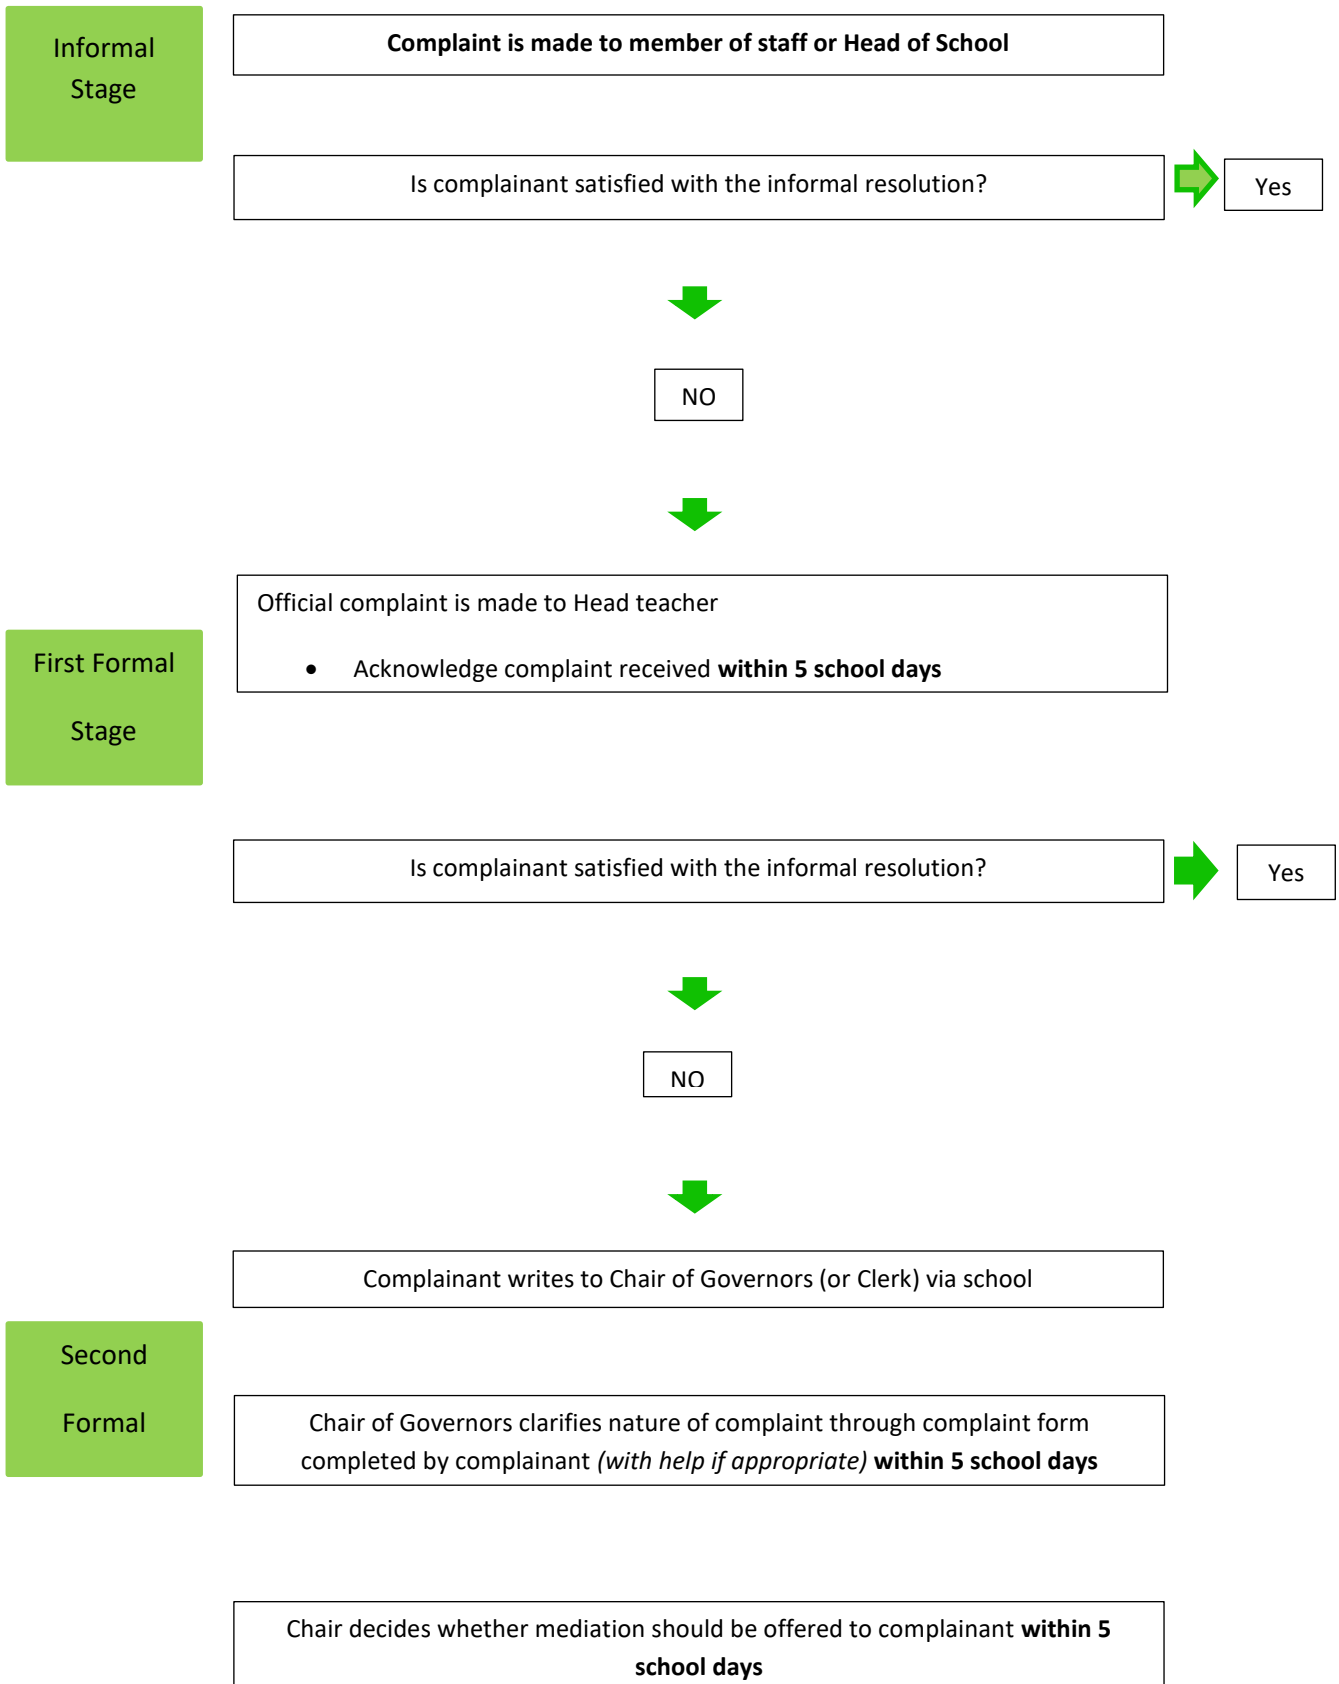 Informal
Stage
Complaint is made to member of staff or Head of School
Is complainant satisfied with the informal resolution?
Yes
NO
Official complaint is made to Head teacher
• Acknowledge complaint received within 5 school days
First Formal
Stage
Is complainant satisfied with the informal resolution?
Yes
NO
Complainant writes to Chair of Governors (or Clerk) via school
Second
Formal
Chair of Governors clarifies nature of complaint through complaint form
completed by complainant (with help if appropriate) within 5 school days
Chair decides whether mediation should be offered to complainant within 5
school days